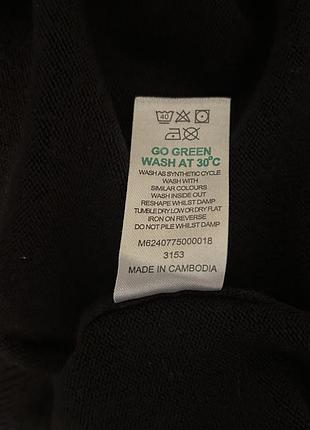 40
GO GREEN
WASH AT 30°C
WASH AS SYNTHETIC CYCLE
WASH WITH
SIMILAR COLOURS
WASH INSIDE OUT
RESHAPE WHILST DAMP
TUMBLE DRY LOW OR DRY FLAT
IRON ON REVERSE
DO NOT PILE WHILST DAMP
M6240775000018
3153
MADE IN CAMBODIA